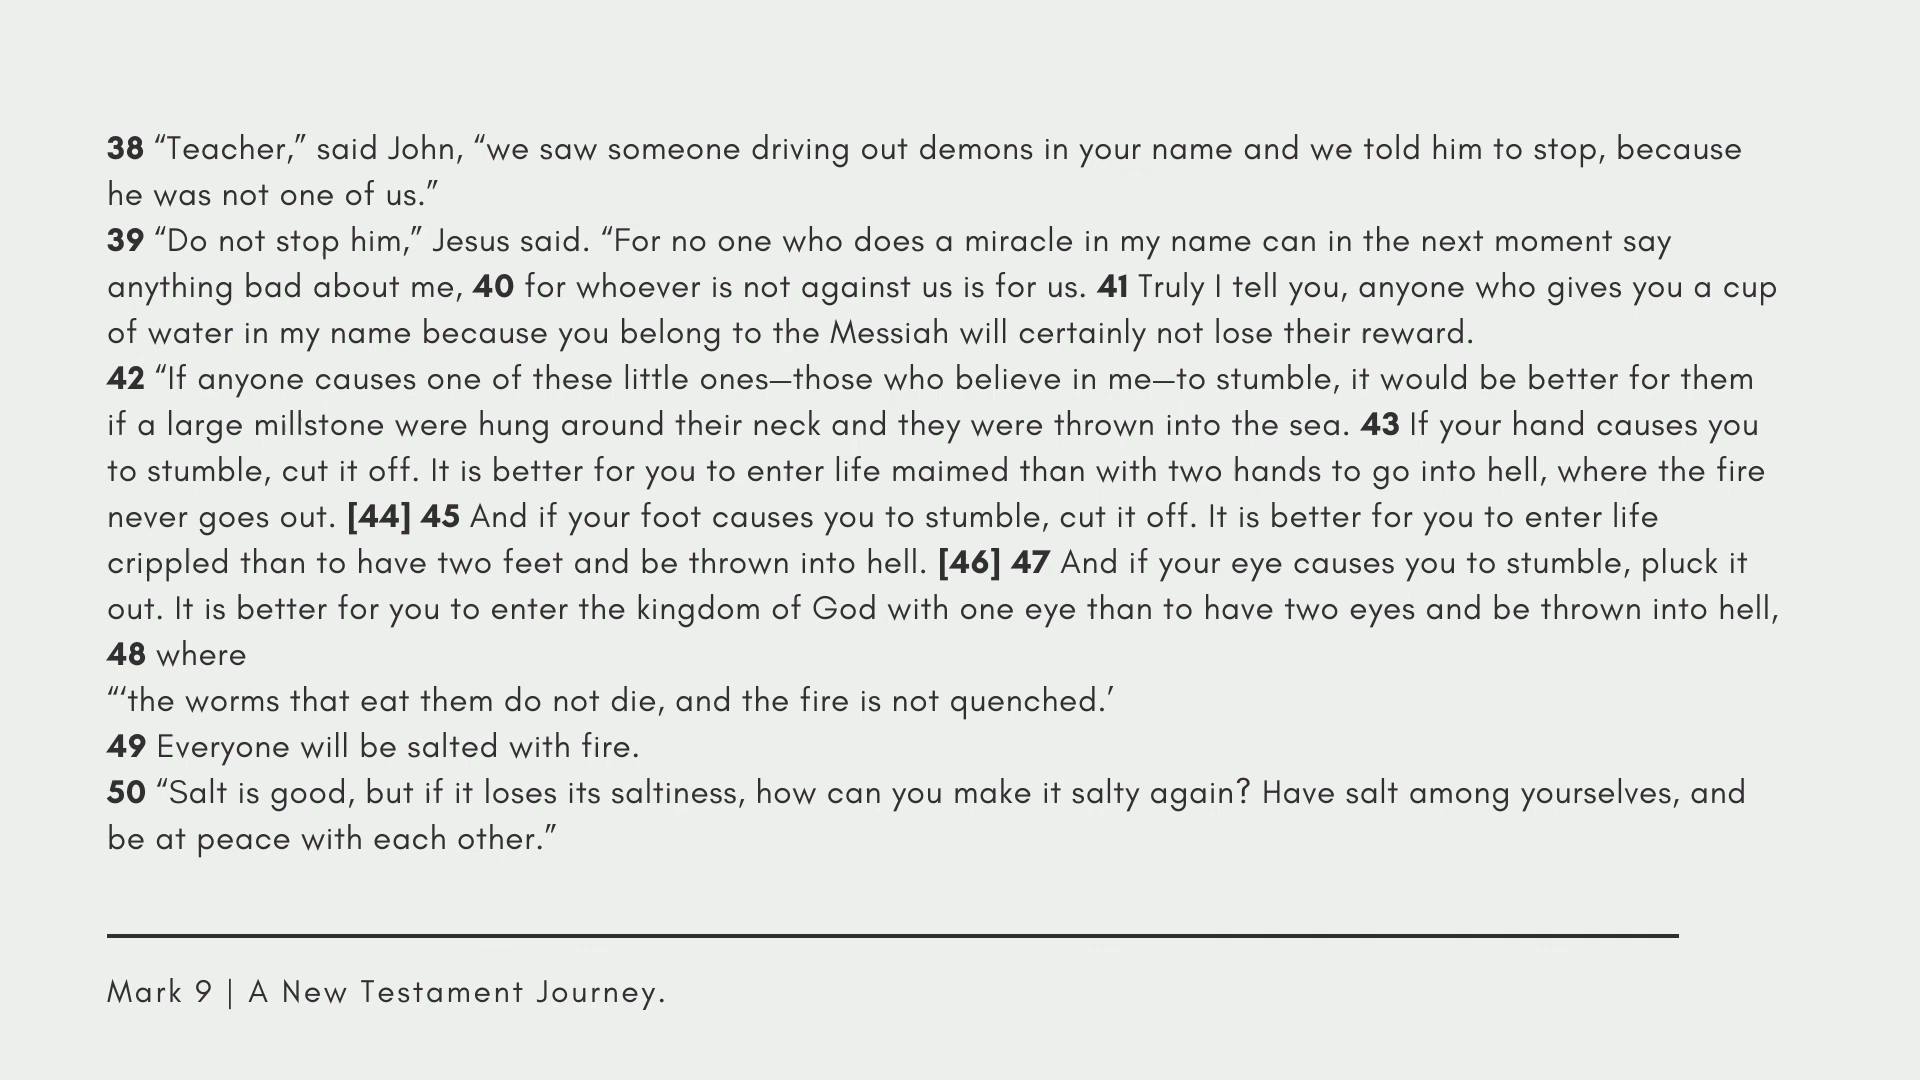 38 “Teacher,” said John, “we saw someone driving out demons in your name and we told him to stop, because
he was not one of us.”
39 “Do not stop him,” Jesus said. “For no one who does a miracle in my name can in the next moment say
anything bad about me, 40 for whoever is not against us is for us. 41 Truly I tell you, anyone who gives you a cup
of water in my name because you belong to the Messiah will certainly not lose their reward.
42 “If anyone causes one of these little ones—those who believe in me—to stumble, it would be better for them
if a large millstone were hung around their neck and they were thrown into the sea. 43 If your hand causes you
to stumble, cut it off. It is better for you to enter life maimed than with two hands to go into hell, where the fire
never goes out. [44] 45 And if your foot causes you to stumble, cut it off. It is better for you to enter life
crippled than to have two feet and be thrown into hell. [46] 47 And if your eye causes you to stumble, pluck it
out. It is better for you to enter the kingdom of God with one eye than to have two eyes and be thrown into hell,
48 where
“‘the worms that eat them do not die, and the fire is not quenched.’
49 Everyone will be salted with fire.
50 “Salt is good, but if it loses its saltiness, how can you make it salty again? Have salt among yourselves, and
be at peace with each other.”
Mark 9 | A New Testament Journey.